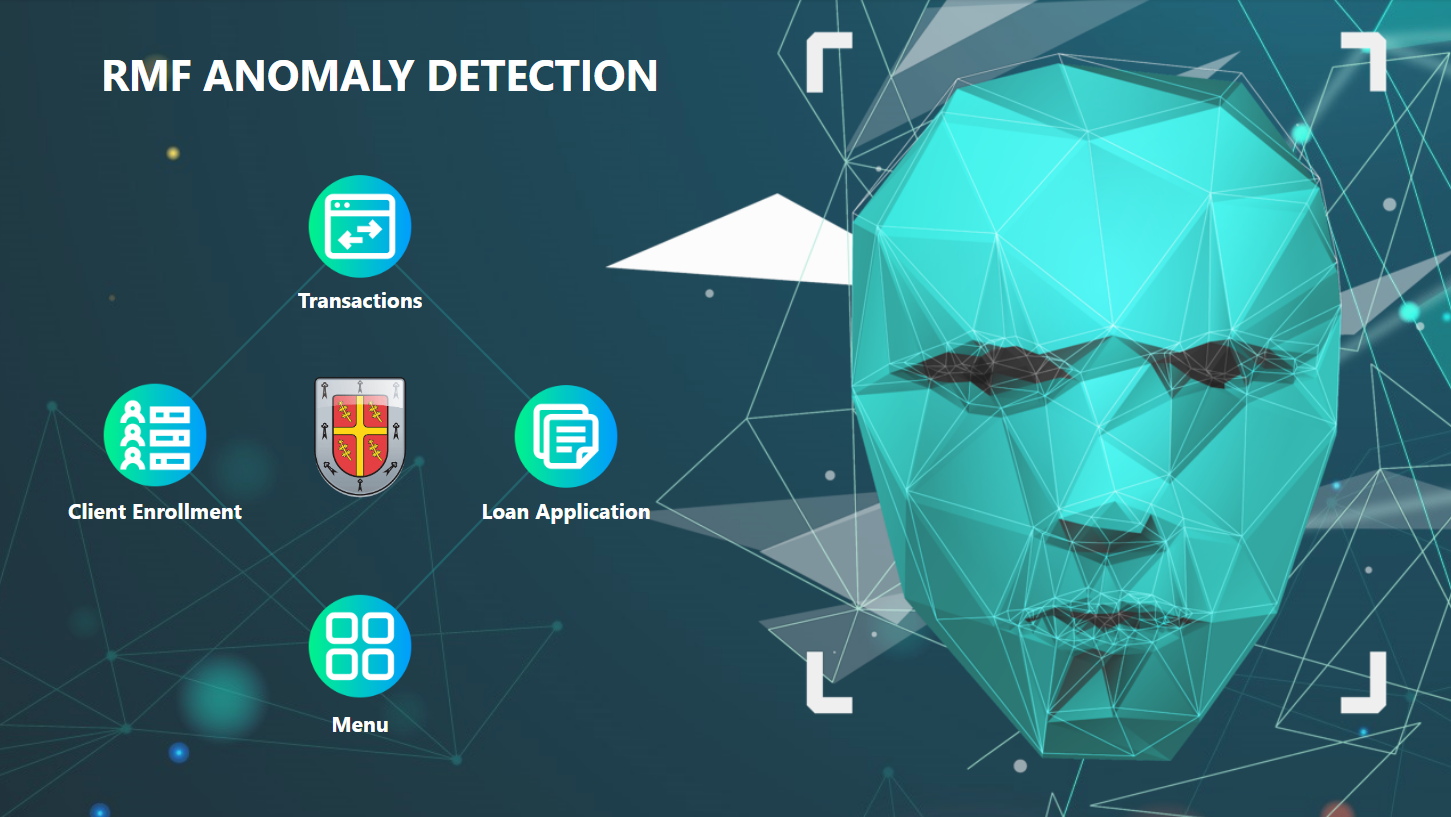 RMF ANOMALY DETECTION
Transactions
Client Enrollment
Loan Application
Menu